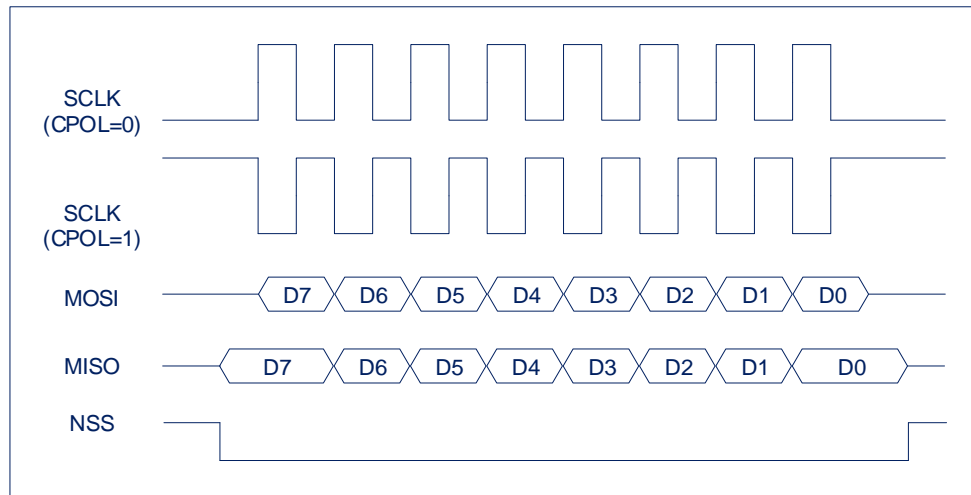 SCLK
(CPOL=0)
SCLK
(CPOL=1)
MOSI D7 D6 D5 D4 D3 D2 D1 D0
MISO D7 D6 D5 D4 D3 D2 D1 D0
NSS